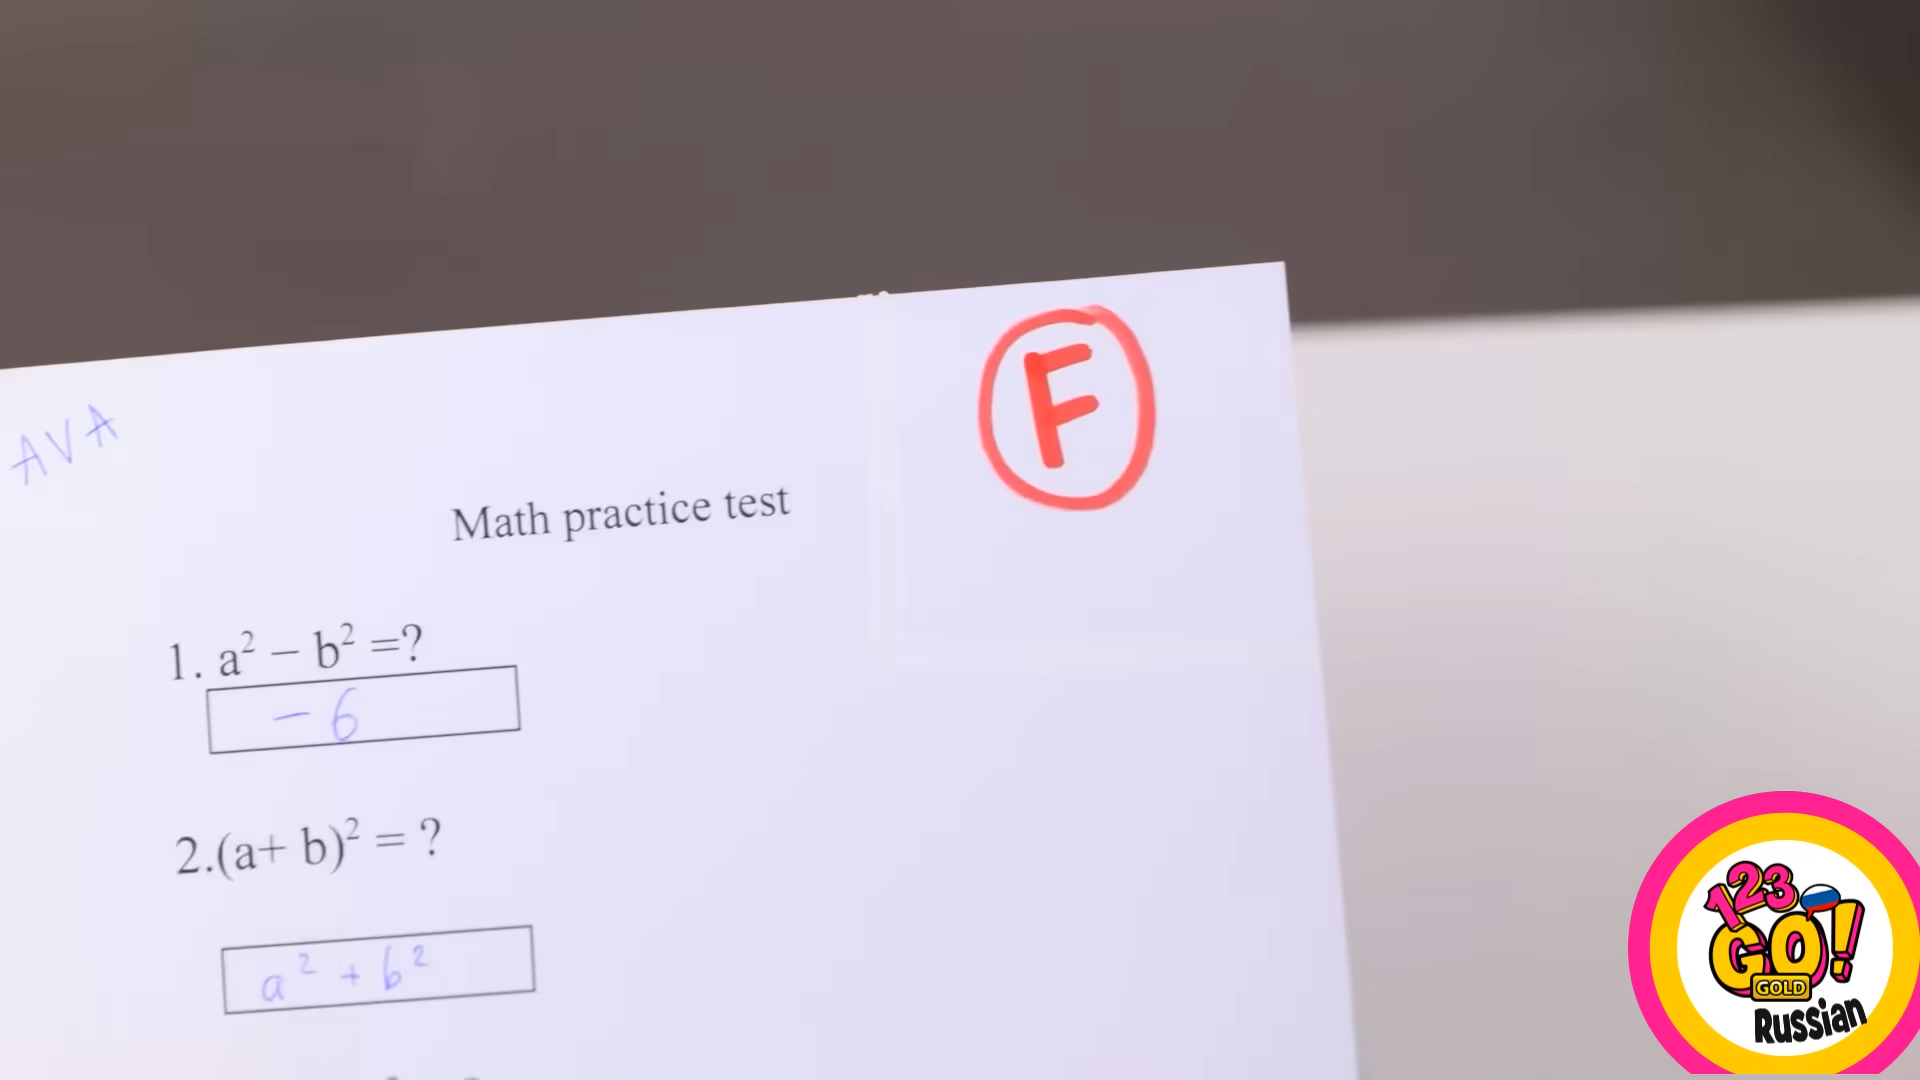 AVA
F
Math practice test
1. a² − b² =?
− 6
2.(a+ b)² = ?
a² + b²
123
GO!
GOLD
Russian